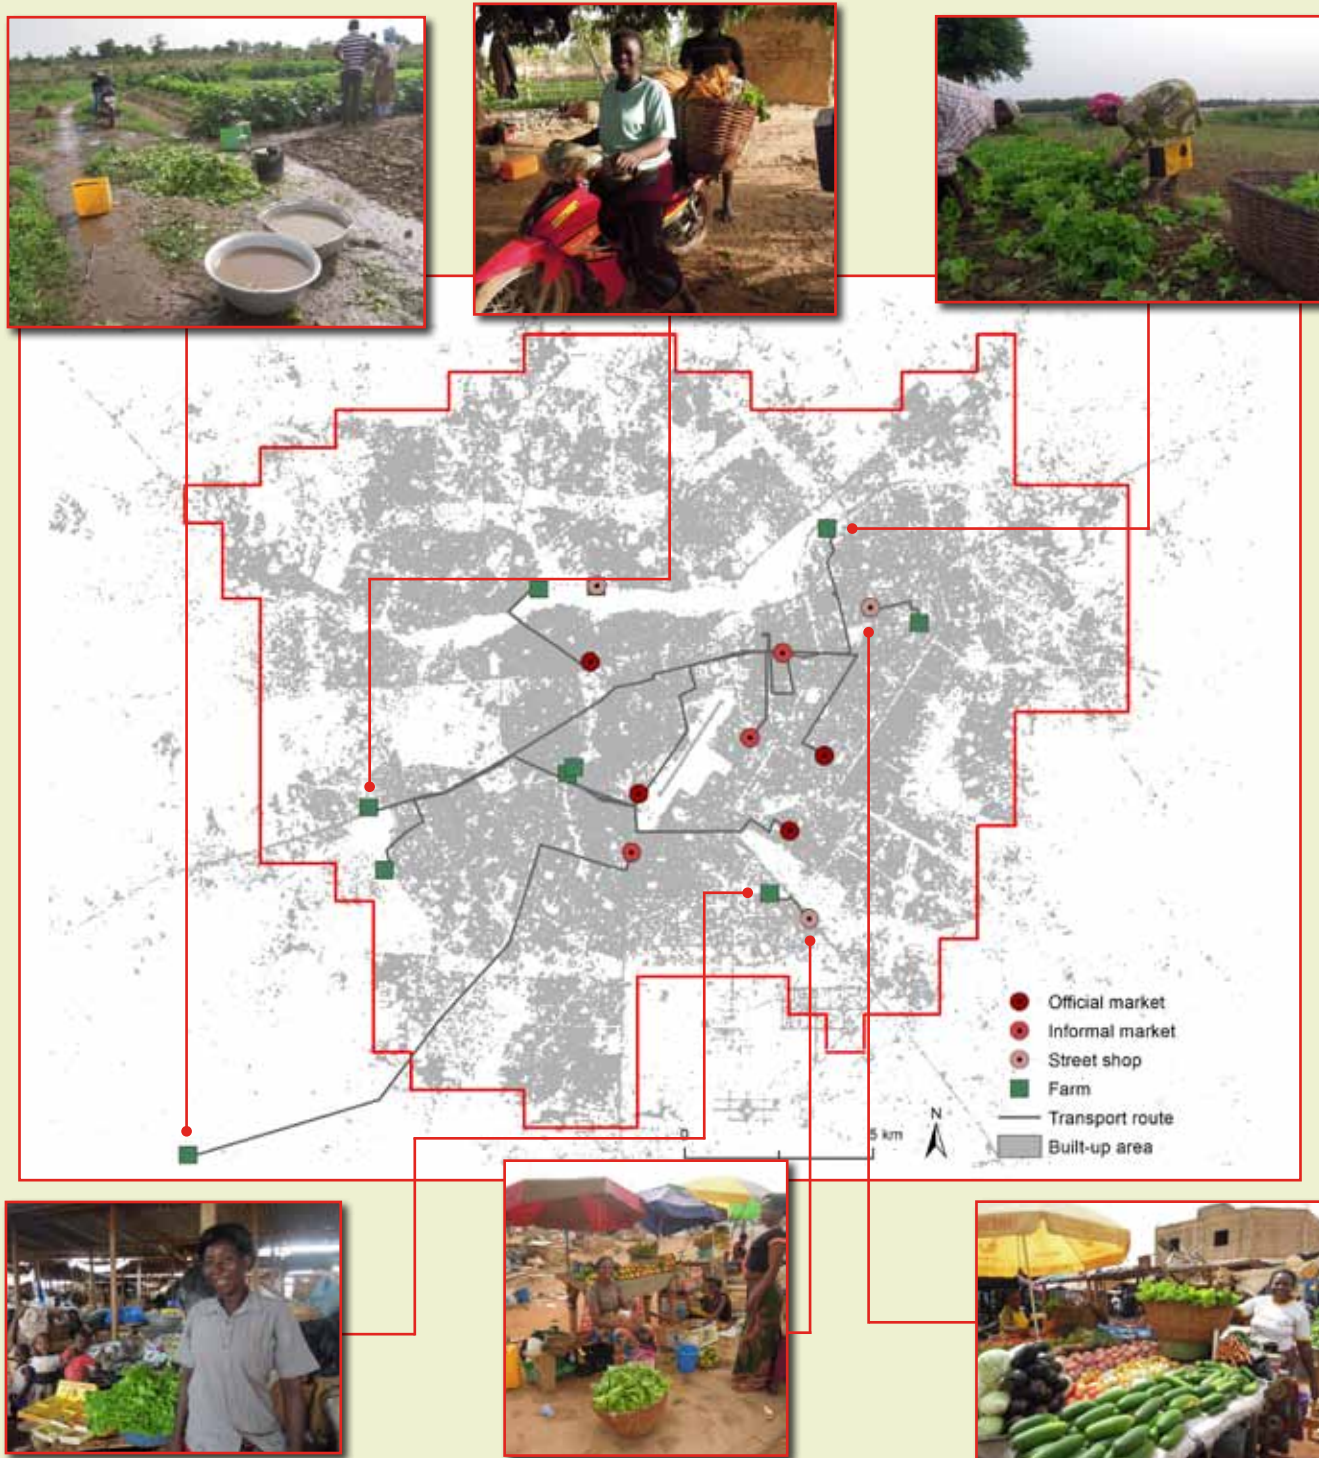 Official market
Informal market
Street shop
Farm
N
Transport route
0 5 km
Built-up area